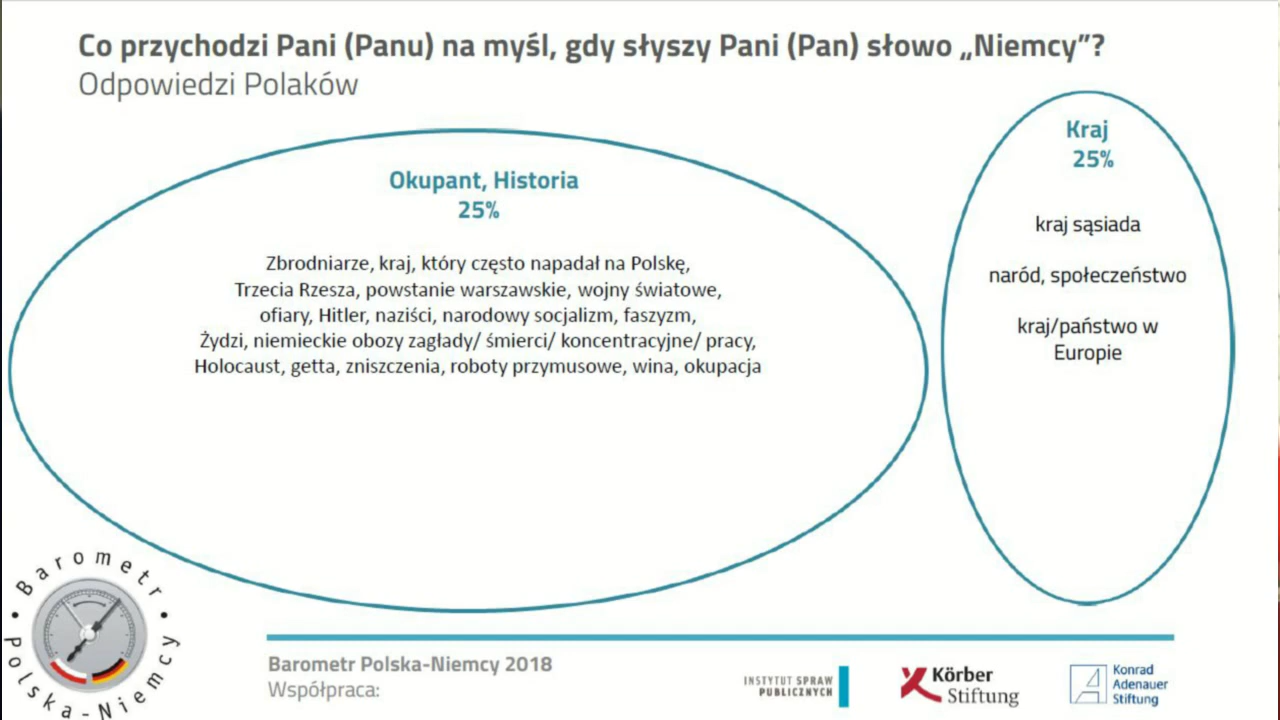 Co przychodzi Pani (Panu) na myśl, gdy słyszy Pani (Pan) słowo „Niemcy”?
Odpowiedzi Polaków
Okupant, Historia
25%
Zbrodniarze, kraj, który często napadał na Polskę,
Trzecia Rzesza, powstanie warszawskie, wojny światowe,
ofiary, Hitler, naziści, narodowy socjalizm, faszyzm,
Żydzi, niemieckie obozy zagłady/ śmierci/ koncentracyjne/ pracy,
Holocaust, getta, zniszczenia, roboty przymusowe, wina, okupacja
Kraj
25%
kraj sąsiada
naród, społeczeństwo
kraj/państwo w
Europie
Barometr
Polska-Niemcy
Barometr Polska-Niemcy 2018
Współpraca:
INSTYTUT SPRAW
PUBLICZNYCH
Körber
Stiftung
Konrad
Adenauer
Stiftung